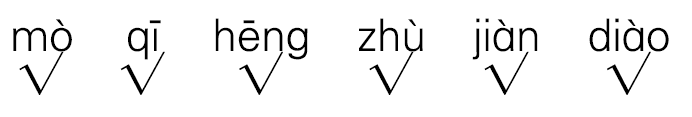 mò qī hēng zhù jiàn diào
√ √ √ √ √ √